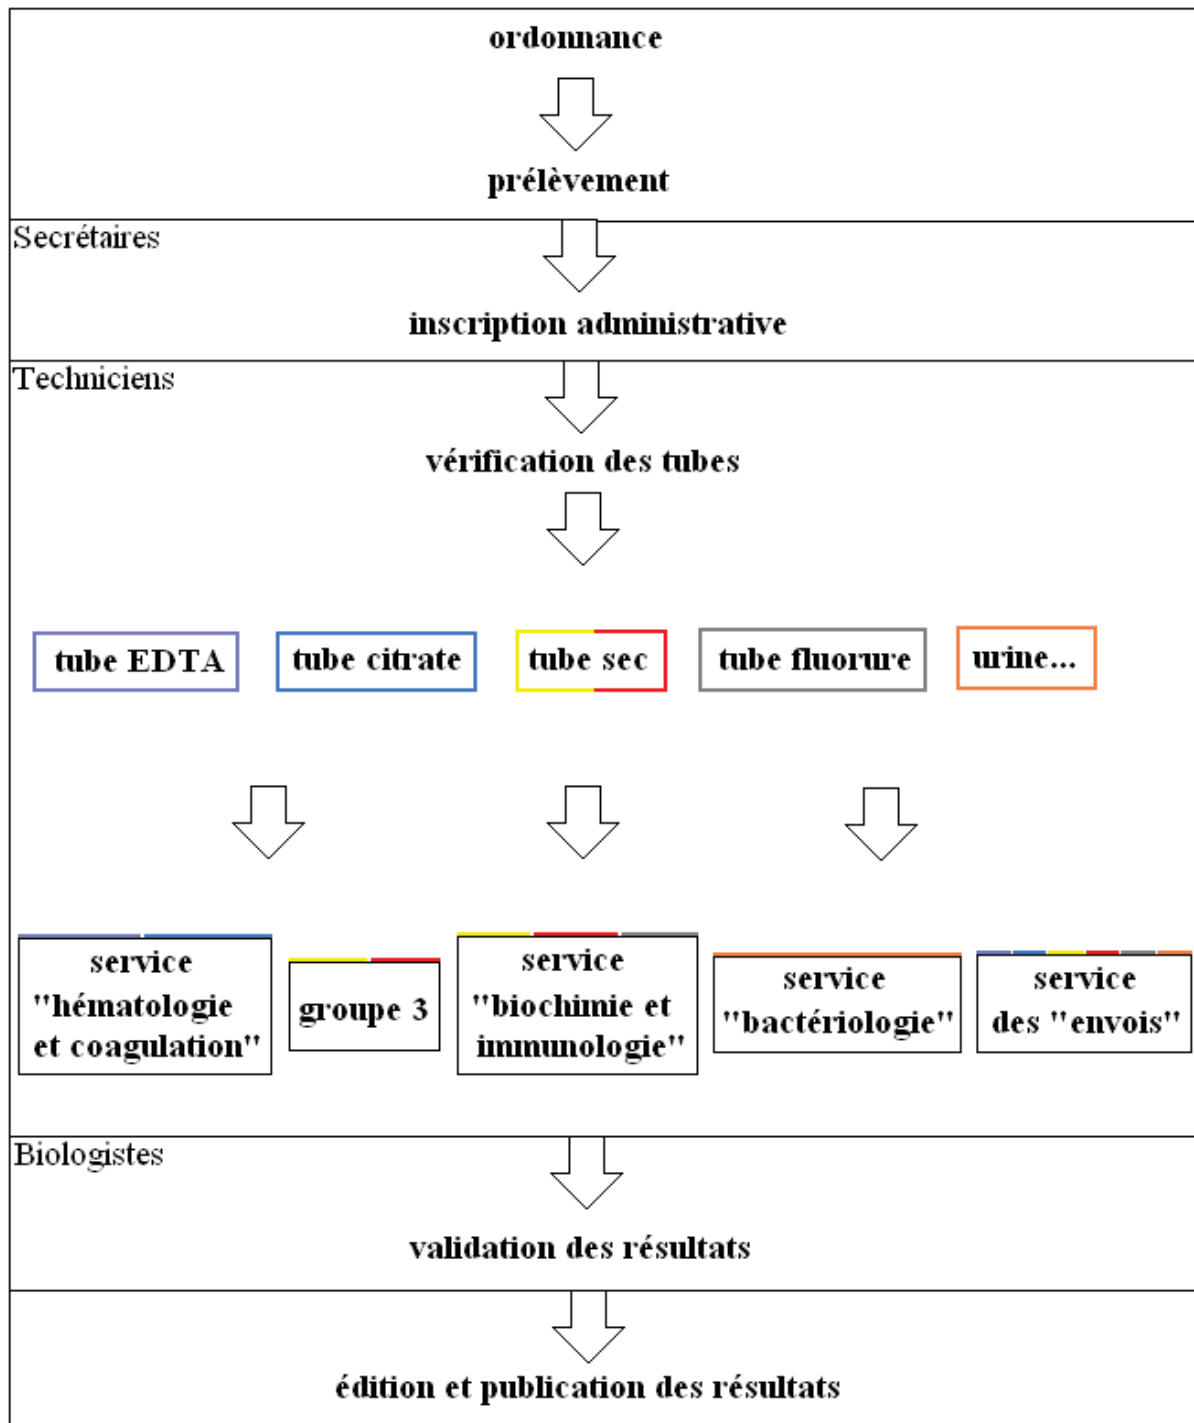 ordonnance
prélèvement
Secrétaires
inscription administrative
Techniciens
vérification des tubes
tube EDTA
tube citrate
tube sec
tube fluorure
urine...
service
"hématologie
et coagulation"
groupe 3
service
"biochimie et
immunologie"
service
"bactériologie"
service
des "envois"
Biologistes
validation des résultats
édition et publication des résultats